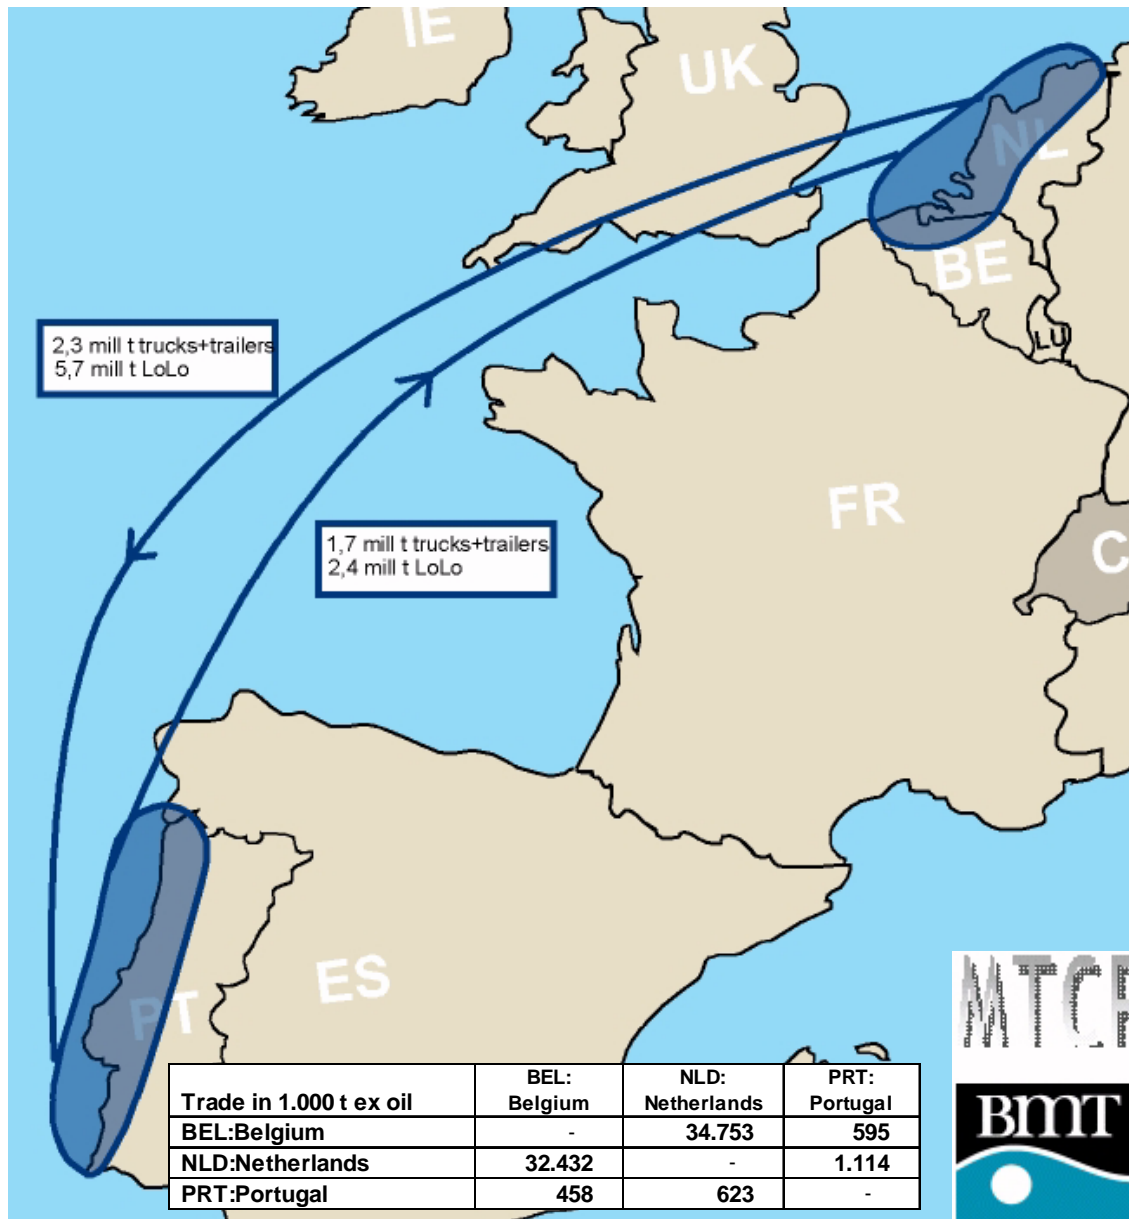 IE
UK
NL
BE
LU
2,3 mill t trucks+trailers
5,7 mill t LoLo
FR
1,7 mill t trucks+trailers
2,4 mill t LoLo
C
ES
PT
Trade in 1.000 t ex oil BEL: Belgium NLD: Netherlands PRT: Portugal
BEL:Belgium - 34.753 595
NLD:Netherlands 32.432 - 1.114
PRT:Portugal 458 623 -
BMT